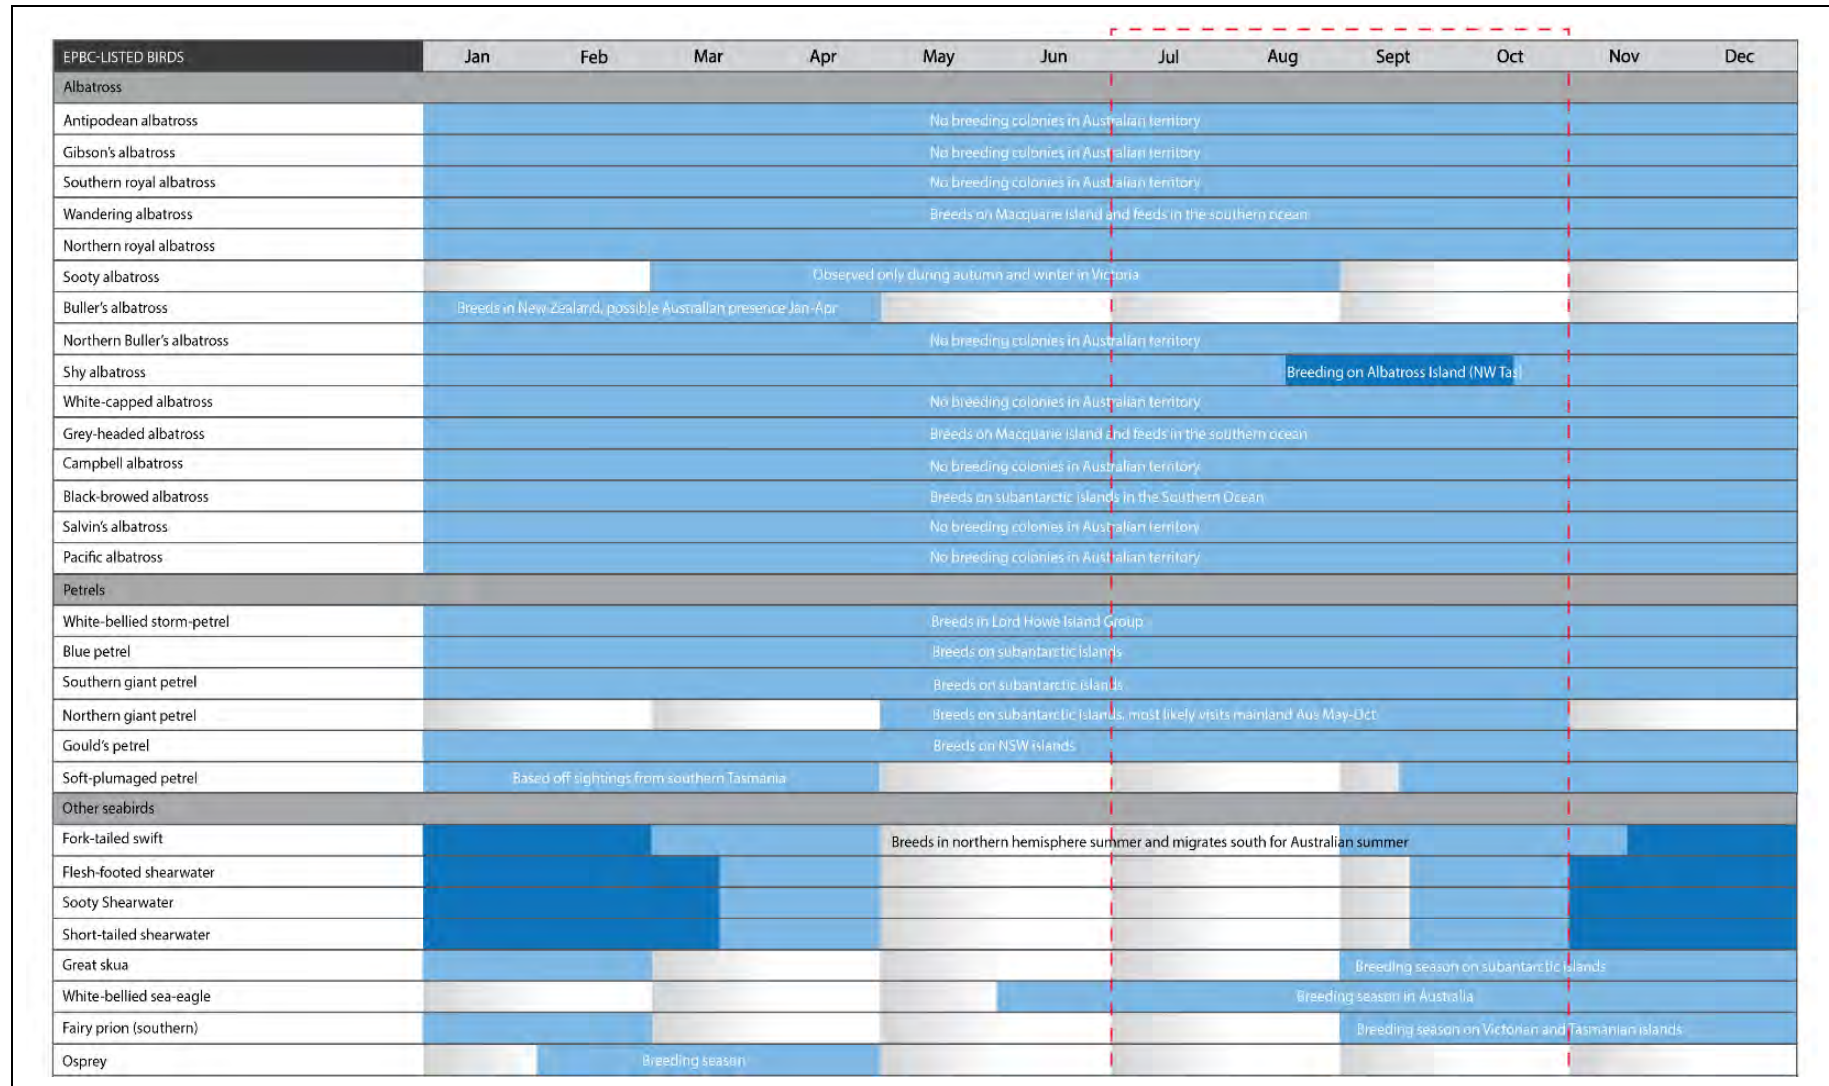 EPBC-LISTED BIRDS Jan Feb Mar Apr May Jun Jul Aug Sept Oct Nov Dec
Albatross
Antipodean albatross No breeding colonies in Australian territory
Gibson's albatross No breeding colonies in Australian territory
Southern royal albatross No breeding colonies in Australian territory
Wandering albatross Breeds on Macquarie island and feeds in the southern ocean
Northern royal albatross
Sooty albatross Observed only during autumn and winter in Victoria
Buller's albatross Breeds in New Zealand, possible Australian presence Jan-Apr
Northern Buller's albatross No breeding colonies in Australian territory
Shy albatross Breeding on Albatross Island (NW Tas)
White-capped albatross No breeding colonies in Australian territory
Grey-headed albatross Breeds on Macquarie island and feeds in the southern ocean
Campbell albatross No breeding colonies in Australian territory
Black-browed albatross Breeds on subantarctic islands in the Southern Ocean
Salvin's albatross No breeding colonies in Australian territory
Pacific albatross No breeding colonies in Australian territory
Petrels
White-bellied storm-petrel Breeds in Lord Howe Island Group
Blue petrel Breeds on subantarctic islands
Southern giant petrel Breeds on subantarctic islands
Northern giant petrel Breeds on subantarctic islands, most likely visits mainland Aus May-Oct
Gould's petrel Breeds on NSW islands
Soft-plumaged petrel Based off sightings from southern Tasmania
Other seabirds
Fork-tailed swift Breeds in northern hemisphere summer and migrates south for Australian summer
Flesh-footed shearwater
Sooty Shearwater
Short-tailed shearwater
Great skua Breeding season on subantarctic islands
White-bellied sea-eagle Breeding season in Australia
Fairy prion (southern) Breeding season on Victorian and Tasmanian islands
Osprey Breeding season